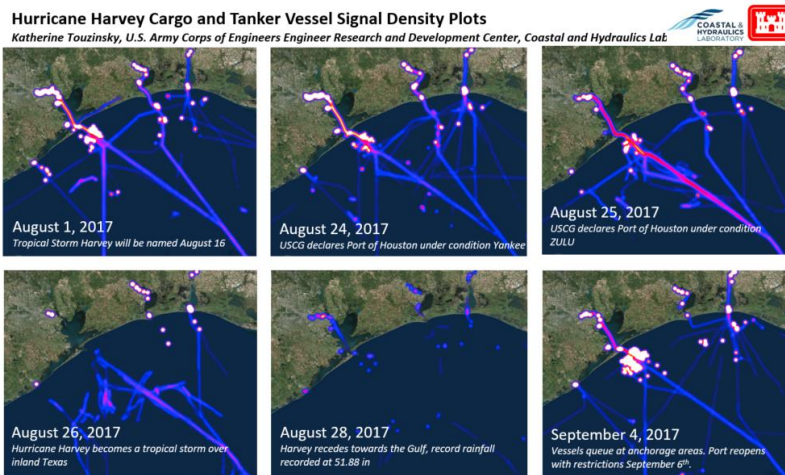 Hurricane Harvey Cargo and Tanker Vessel Signal Density Plots
Katherine Touzinsky, U.S. Army Corps of Engineers Engineer Research and Development Center, Coastal and Hydraulics Lab
COASTAL &
HYDRAULICS
LABORATORY
August 1, 2017
Tropical Storm Harvey will be named August 16
August 24, 2017
USCG declares Port of Houston under condition Yankee
August 25, 2017
USCG declares Port of Houston under condition
ZULU
August 26, 2017
Hurricane Harvey becomes a tropical storm over
inland Texas
August 28, 2017
Harvey recedes towards the Gulf, record rainfall
recorded at 51.88 in
September 4, 2017
Vessels queue at anchorage areas. Port reopens
with restrictions September 6th.